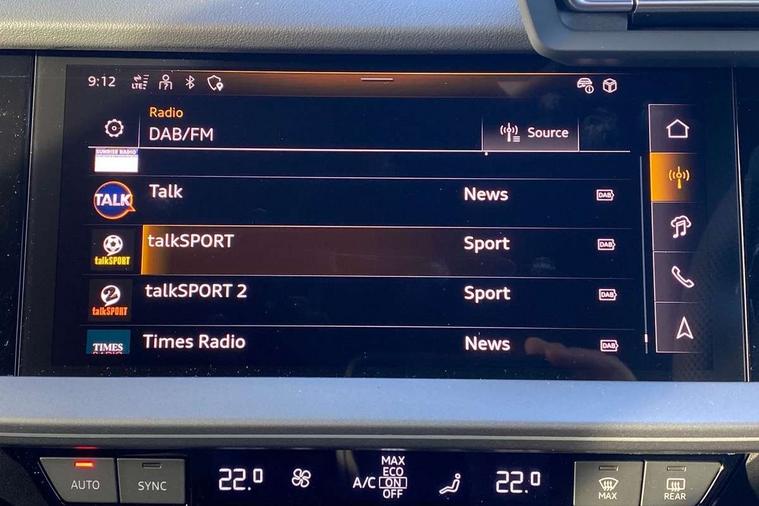 9:12 LTE
Radio
DAB/FM
Source
SUNRISE RADIO
TALK Talk News DAB
talkSPORT talkSPORT Sport DAB
talkSPORT 2 talkSPORT 2 Sport DAB
TIMES RADIO Times Radio News DAB
AUTO SYNC 22.0 A/C MAX ECO ON OFF 22.0 MAX REAR